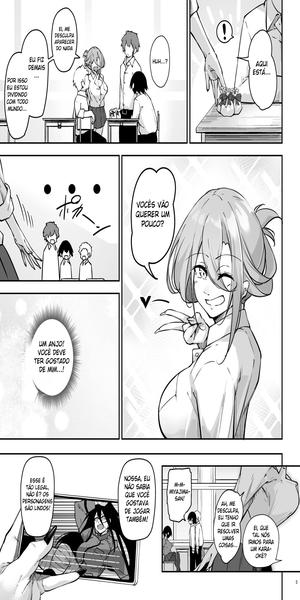 AQUI
ESTÁ...
HUH...?
EI, ME
DESCULPA
APARECER
DO NADA
EU FIZ
DEMAIS
...
POR ISSO
EU ESTOU
DIVIDINDO
COM TODO
MUNDO...
VOCÊS VÃO
QUERER UM
POUCO?
UM ANJO! VOCÊ
DEVE TER
GOSTADO
DE MIM...!
M-M-
MIYAJIMA-
SAN!
EI, QUE
TAL NÓS
IRMOS PARA
UM KARA-
OKÊ?
AH, ME
DESCULPA,
EU TENHO
QUE IR
RESOLVER
UMAS
COISAS...
NOSSA, EU
NÃO SABIA
QUE VOCÊ
GOSTAVA
DE JOGAR
TAMBÉM!
ESSE É
TÃO LEGAL,
NÃO É? OS
PERSONAGENS
SÃO LINDOS!